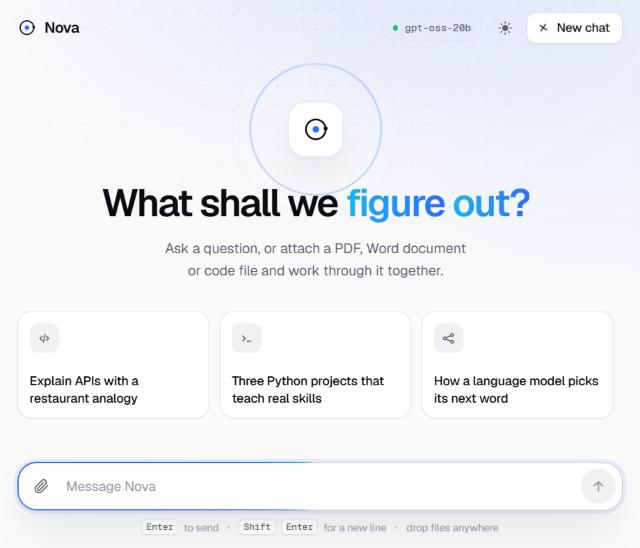 Nova
gpt-oss-20b
New chat
What shall we figure out?
Ask a question, or attach a PDF, Word document
or code file and work through it together.
Explain APIs with a
restaurant analogy
Three Python projects that
teach real skills
How a language model picks
its next word
Message Nova
Enter to send • Shift Enter for a new line • drop files anywhere